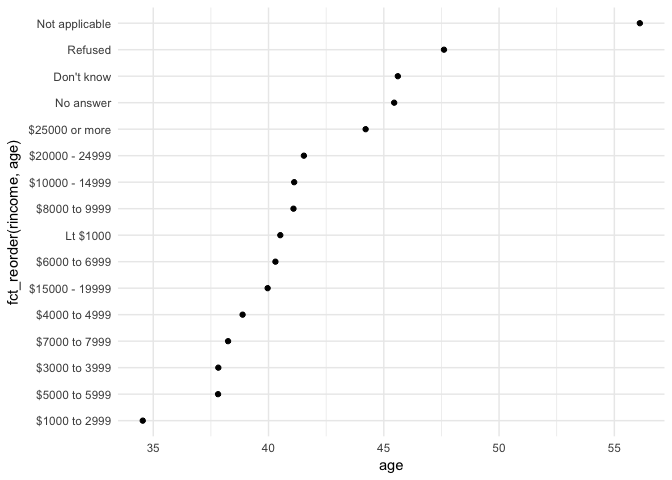 Not applicable
Refused
Don't know
No answer
$25000 or more
$20000 - 24999
$10000 - 14999
$8000 to 9999
Lt $1000
$6000 to 6999
$15000 - 19999
$4000 to 4999
$7000 to 7999
$3000 to 3999
$5000 to 5999
$1000 to 2999
fct_reorder(rincome, age)
35 40 45 50 55
age